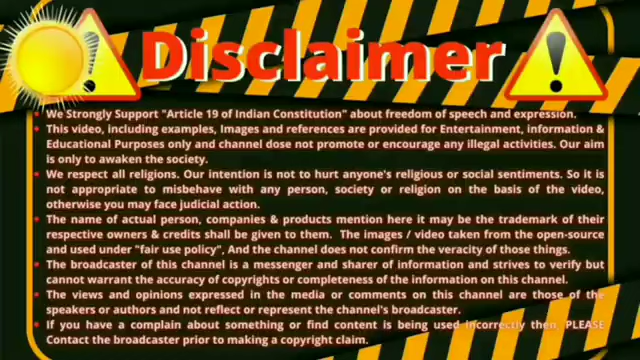 Disclaimer
We Strongly Support "Article 19 of Indian Constitution" about freedom of speech and expression.
This video, including examples, Images and references are provided for Entertainment, information &
Educational Purposes only and channel dose not promote or encourage any illegal activities. Our aim
is only to awaken the society.
We respect all religions. Our intention is not to hurt anyone's religious or social sentiments. So it is
not appropriate to misbehave with any person, society or religion on the basis of the video,
otherwise you may face judicial action.
The name of actual person, companies & products mention here it may be the trademark of their
respective owners & credits shall be given to them. The images / video taken from the open-source
and used under "fair use policy", And the channel does not confirm the veracity of those things.
The broadcaster of this channel is a messenger and sharer of information and strives to verify but
cannot warrant the accuracy of copyrights or completeness of the information on this channel.
The views and opinions expressed in the media or comments on this channel are those of the
speakers or authors and not reflect or represent the channel's broadcaster.
If you have a complain about something or find content is being used incorrectly then, PLEASE
Contact the broadcaster prior to making a copyright claim.